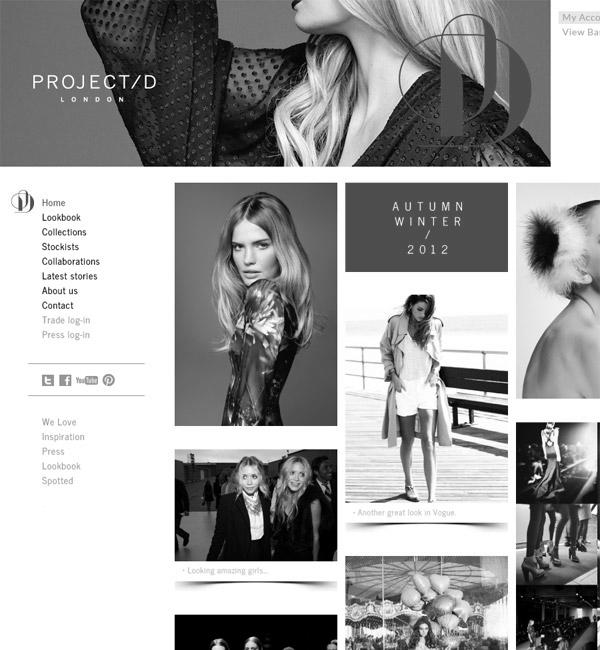 My Acco
View Ba
PROJECT/D
LONDON
Home
Lookbook
Collections
Stockists
Collaborations
Latest stories
About us
Contact
Trade log-in
Press log-in
YouTube
We Love
Inspiration
Press
Lookbook
Spotted
AUTUMN
WINTER
/
2012
• Another great look in Vogue.
• Looking amazing girls...